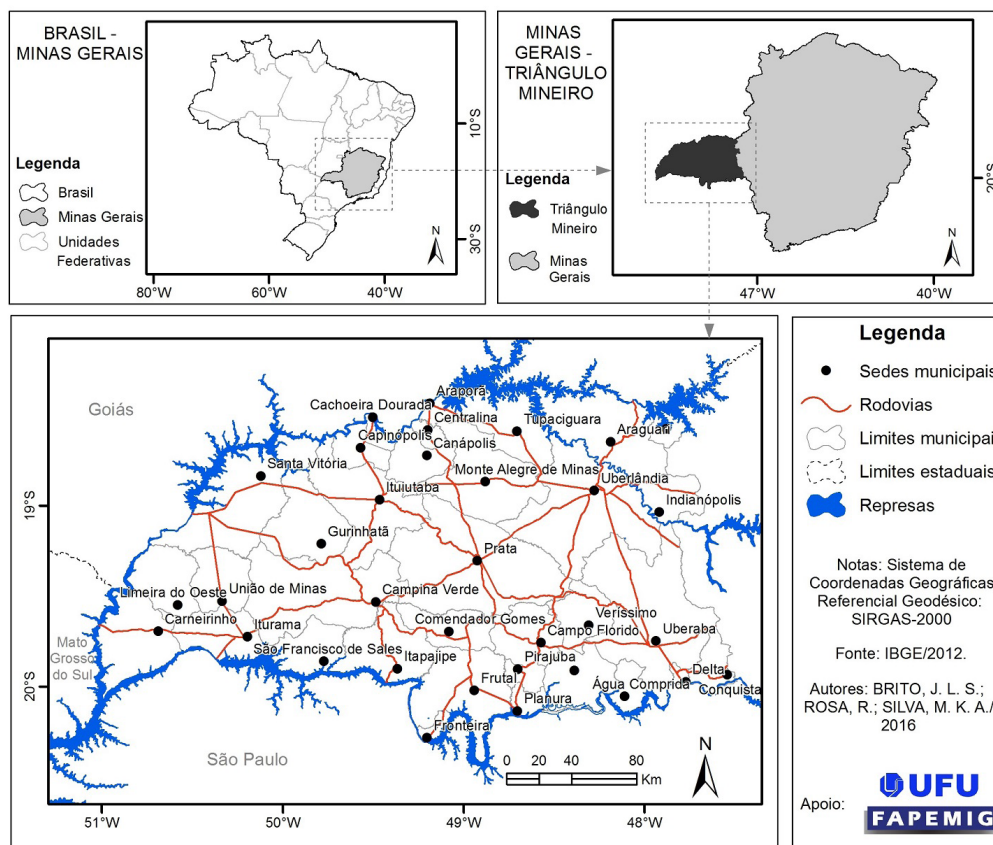 BRASIL -
MINAS GERAIS
Legenda
Brasil
Minas Gerais
Unidades
Federativas
N
10°S
30°S
80°W
60°W
40°W
MINAS
GERAIS -
TRIÂNGULO
MINEIRO
Legenda
Triângulo
Mineiro
Minas
Gerais
N
20°S
47°W
40°W
Goiás
Araporã
Cachoeira Dourada
Centralina
Tupaciguara
Araguari
Capinópolis
Canápolis
Santa Vitória
Monte Alegre de Minas
Ituiutaba
Uberlândia
Indianópolis
Gurinhatã
Prata
Limeira do Oeste
União de Minas
Campina Verde
Carneirinho
Iturama
Comendador Gomes
Veríssimo
Campo Florido
Uberaba
Mato
Grosso
do Sul
São Francisco de Sales
Itapajipe
Pirajuba
Frutal
Delta
Conquista
Planura
Água Comprida
Fronteira
São Paulo
0 20 40 80
Km
N
19°S
20°S
51°W
50°W
49°W
48°W
Legenda
Sedes municipais
Rodovias
Limites municipais
Limites estaduais
Represas
Notas: Sistema de
Coordenadas Geográficas
Referencial Geodésico:
SIRGAS-2000
Fonte: IBGE/2012.
Autores: BRITO, J. L. S.;
ROSA, R.; SILVA, M. K. A./
2016
Apoio:
UFU
FAPEMIG